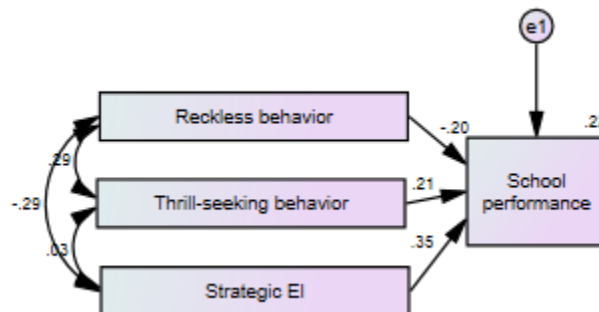 e1
Reckless behavior
-.20
.29
School
performance
Thrill-seeking behavior
.21
-.29
.03
.35
Strategic EI